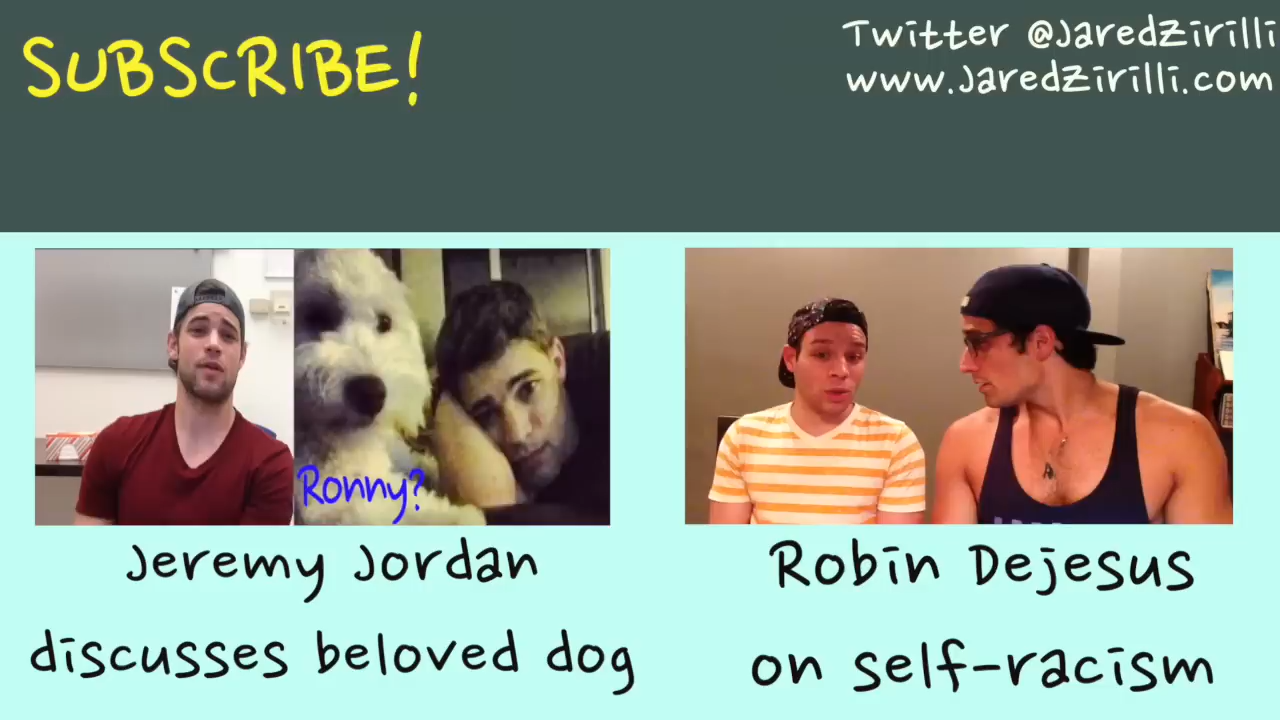 SUBSCRIBE!
Twitter @JaredZirilli
www.JaredZirilli.com
Ronny?
Jeremy Jordan
discusses beloved dog
Robin Dejesus
on self-racism